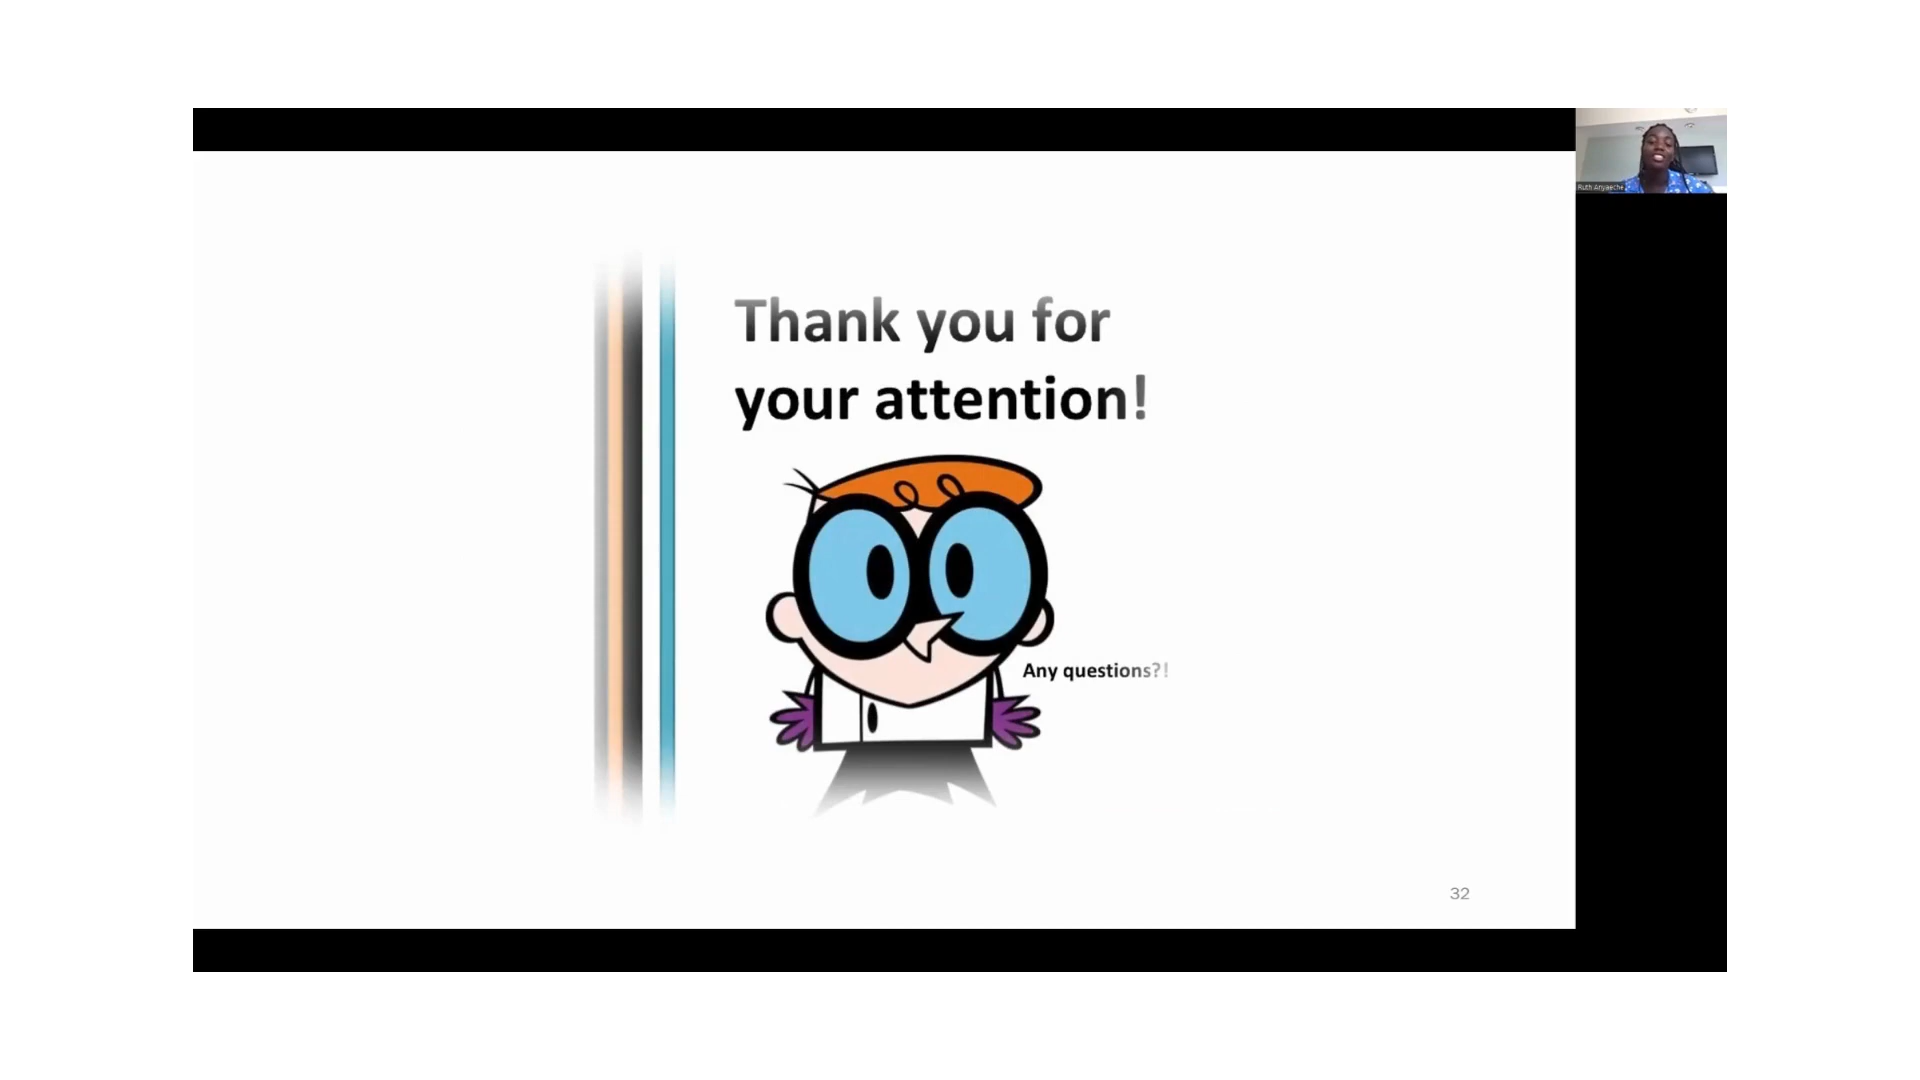 Ruth Anyaeche
Thank you for
your attention!
Any questions?!
32